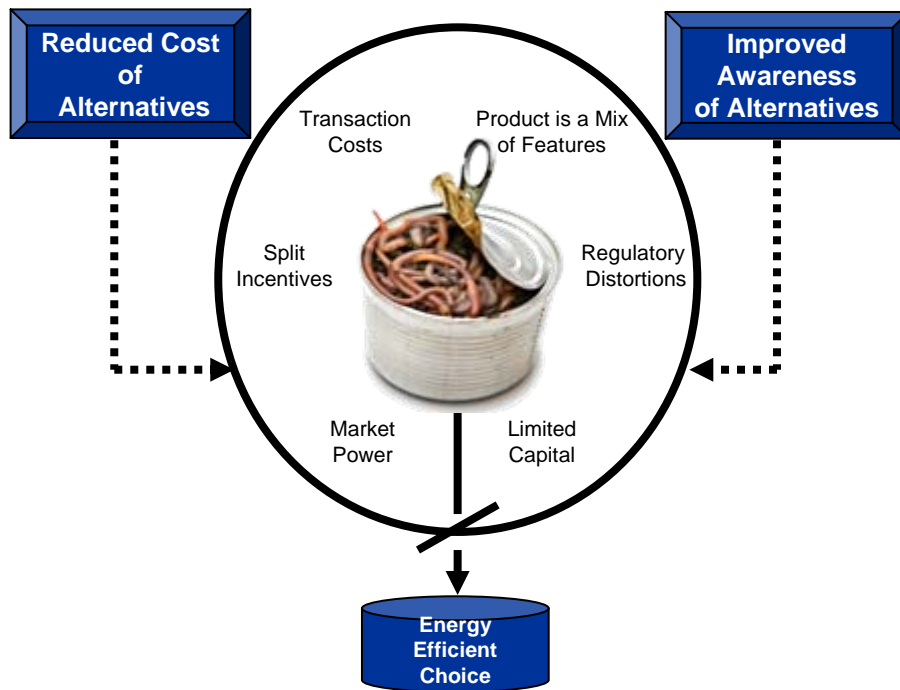 Reduced Cost
of
Alternatives
Improved
Awareness
of Alternatives
Transaction
Costs
Product is a Mix
of Features
Split
Incentives
Regulatory
Distortions
Market
Power
Limited
Capital
Energy
Efficient
Choice